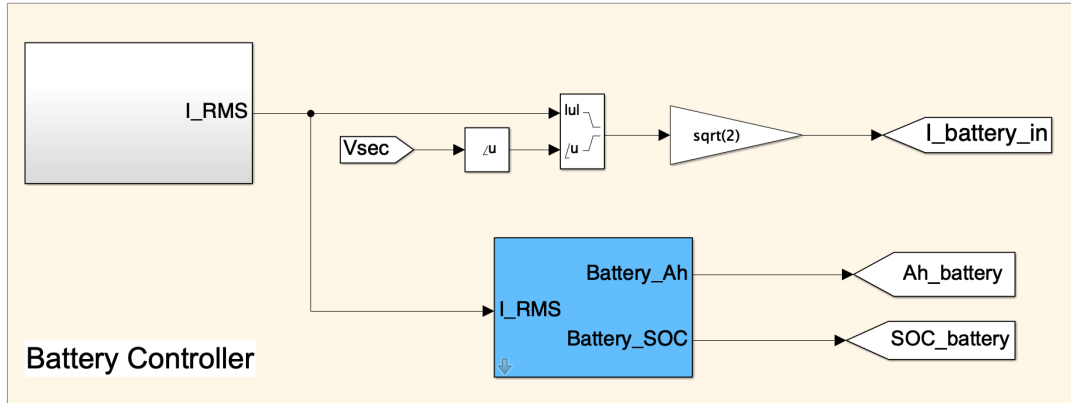 I_RMS
Vsec
∠u
|u|
∠u
sqrt(2)
I_battery_in
Battery_Ah
I_RMS
Battery_SOC
Ah_battery
SOC_battery
Battery Controller